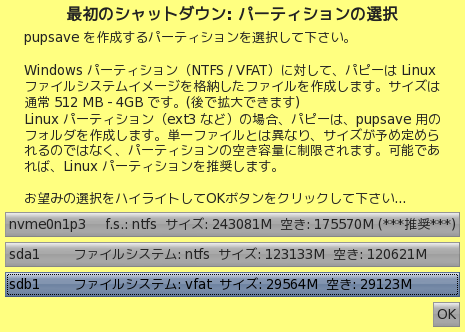 最初のシャットダウン: パーティションの選択
pupsave を作成するパーティションを選択して下さい。
Windows パーティション（NTFS / VFAT）に対して、パピーは Linux
ファイルシステムイメージを格納したファイルを作成します。サイズは
通常 512 MB - 4GB です。(後で拡大できます)
Linux パーティション（ext3 など）の場合、パピーは、pupsave 用の
フォルダを作成します。単一ファイルとは異なり、サイズが予め定めら
れるのではなく、パーティションの空き容量に制限されます。可能であ
れば、Linux パーティションを推奨します。
お望みの選択をハイライトしてOKボタンをクリックして下さい...
nvme0n1p3 f.s.: ntfs サイズ: 243081M 空き: 175570M (***推奨***)
sda1 ファイルシステム: ntfs サイズ: 123133M 空き: 120621M
sdb1 ファイルシステム: vfat サイズ: 29564M 空き: 29123M
OK